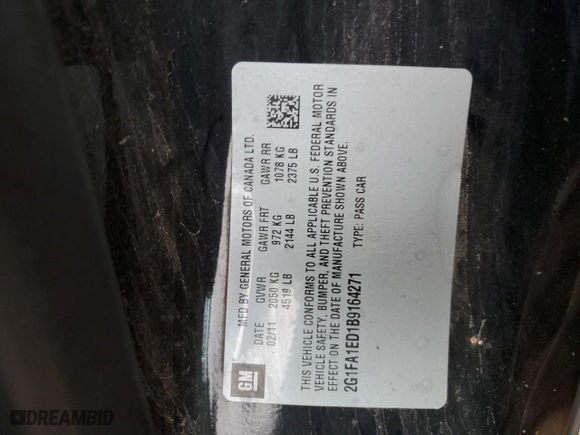 GM
MFD BY GENERAL MOTORS OF CANADA LTD.
DATE GVWR GAWR FRT GAWR RR
02/11 2050 KG 972 KG 1078 KG
4519 LB 2144 LB 2375 LB
THIS VEHICLE CONFORMS TO ALL APPLICABLE U.S. FEDERAL MOTOR
VEHICLE SAFETY, BUMPER, AND THEFT PREVENTION STANDARDS IN
EFFECT ON THE DATE OF MANUFACTURE SHOWN ABOVE.
2G1FA1ED1B9164271 TYPE: PASS CAR
DREAMBID